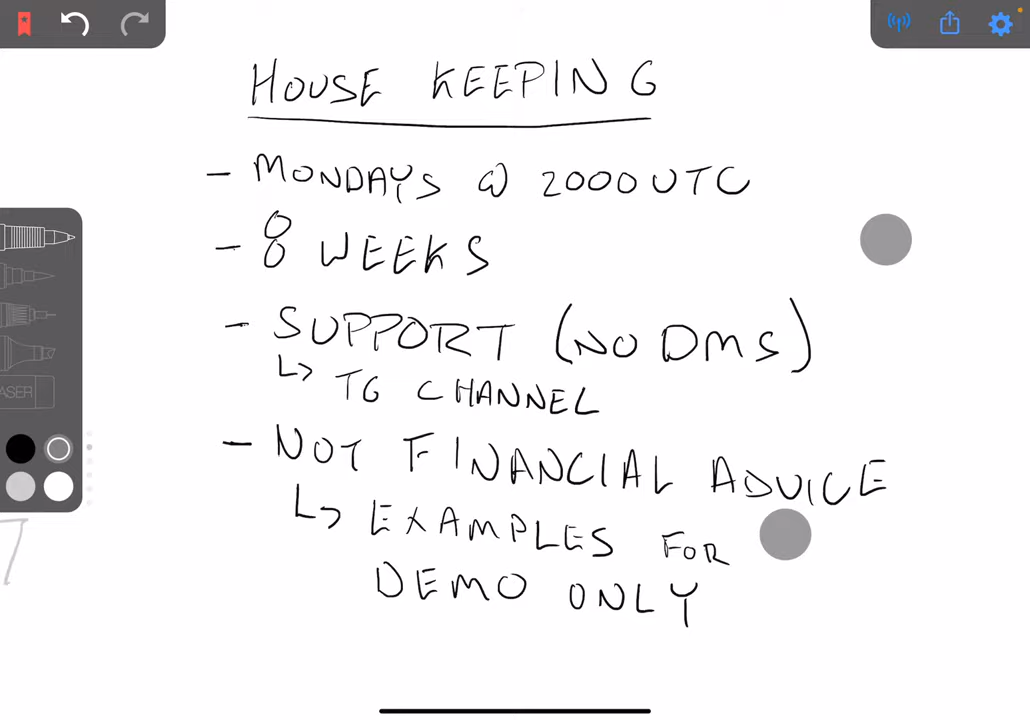 HOUSE KEEPING
- MONDAYS @ 2000 UTC
- 8 WEEKS
- SUPPORT (NO DMS)
↳ TG CHANNEL
- NOT FINANCIAL ADVICE
↳ EXAMPLES FOR
DEMO ONLY